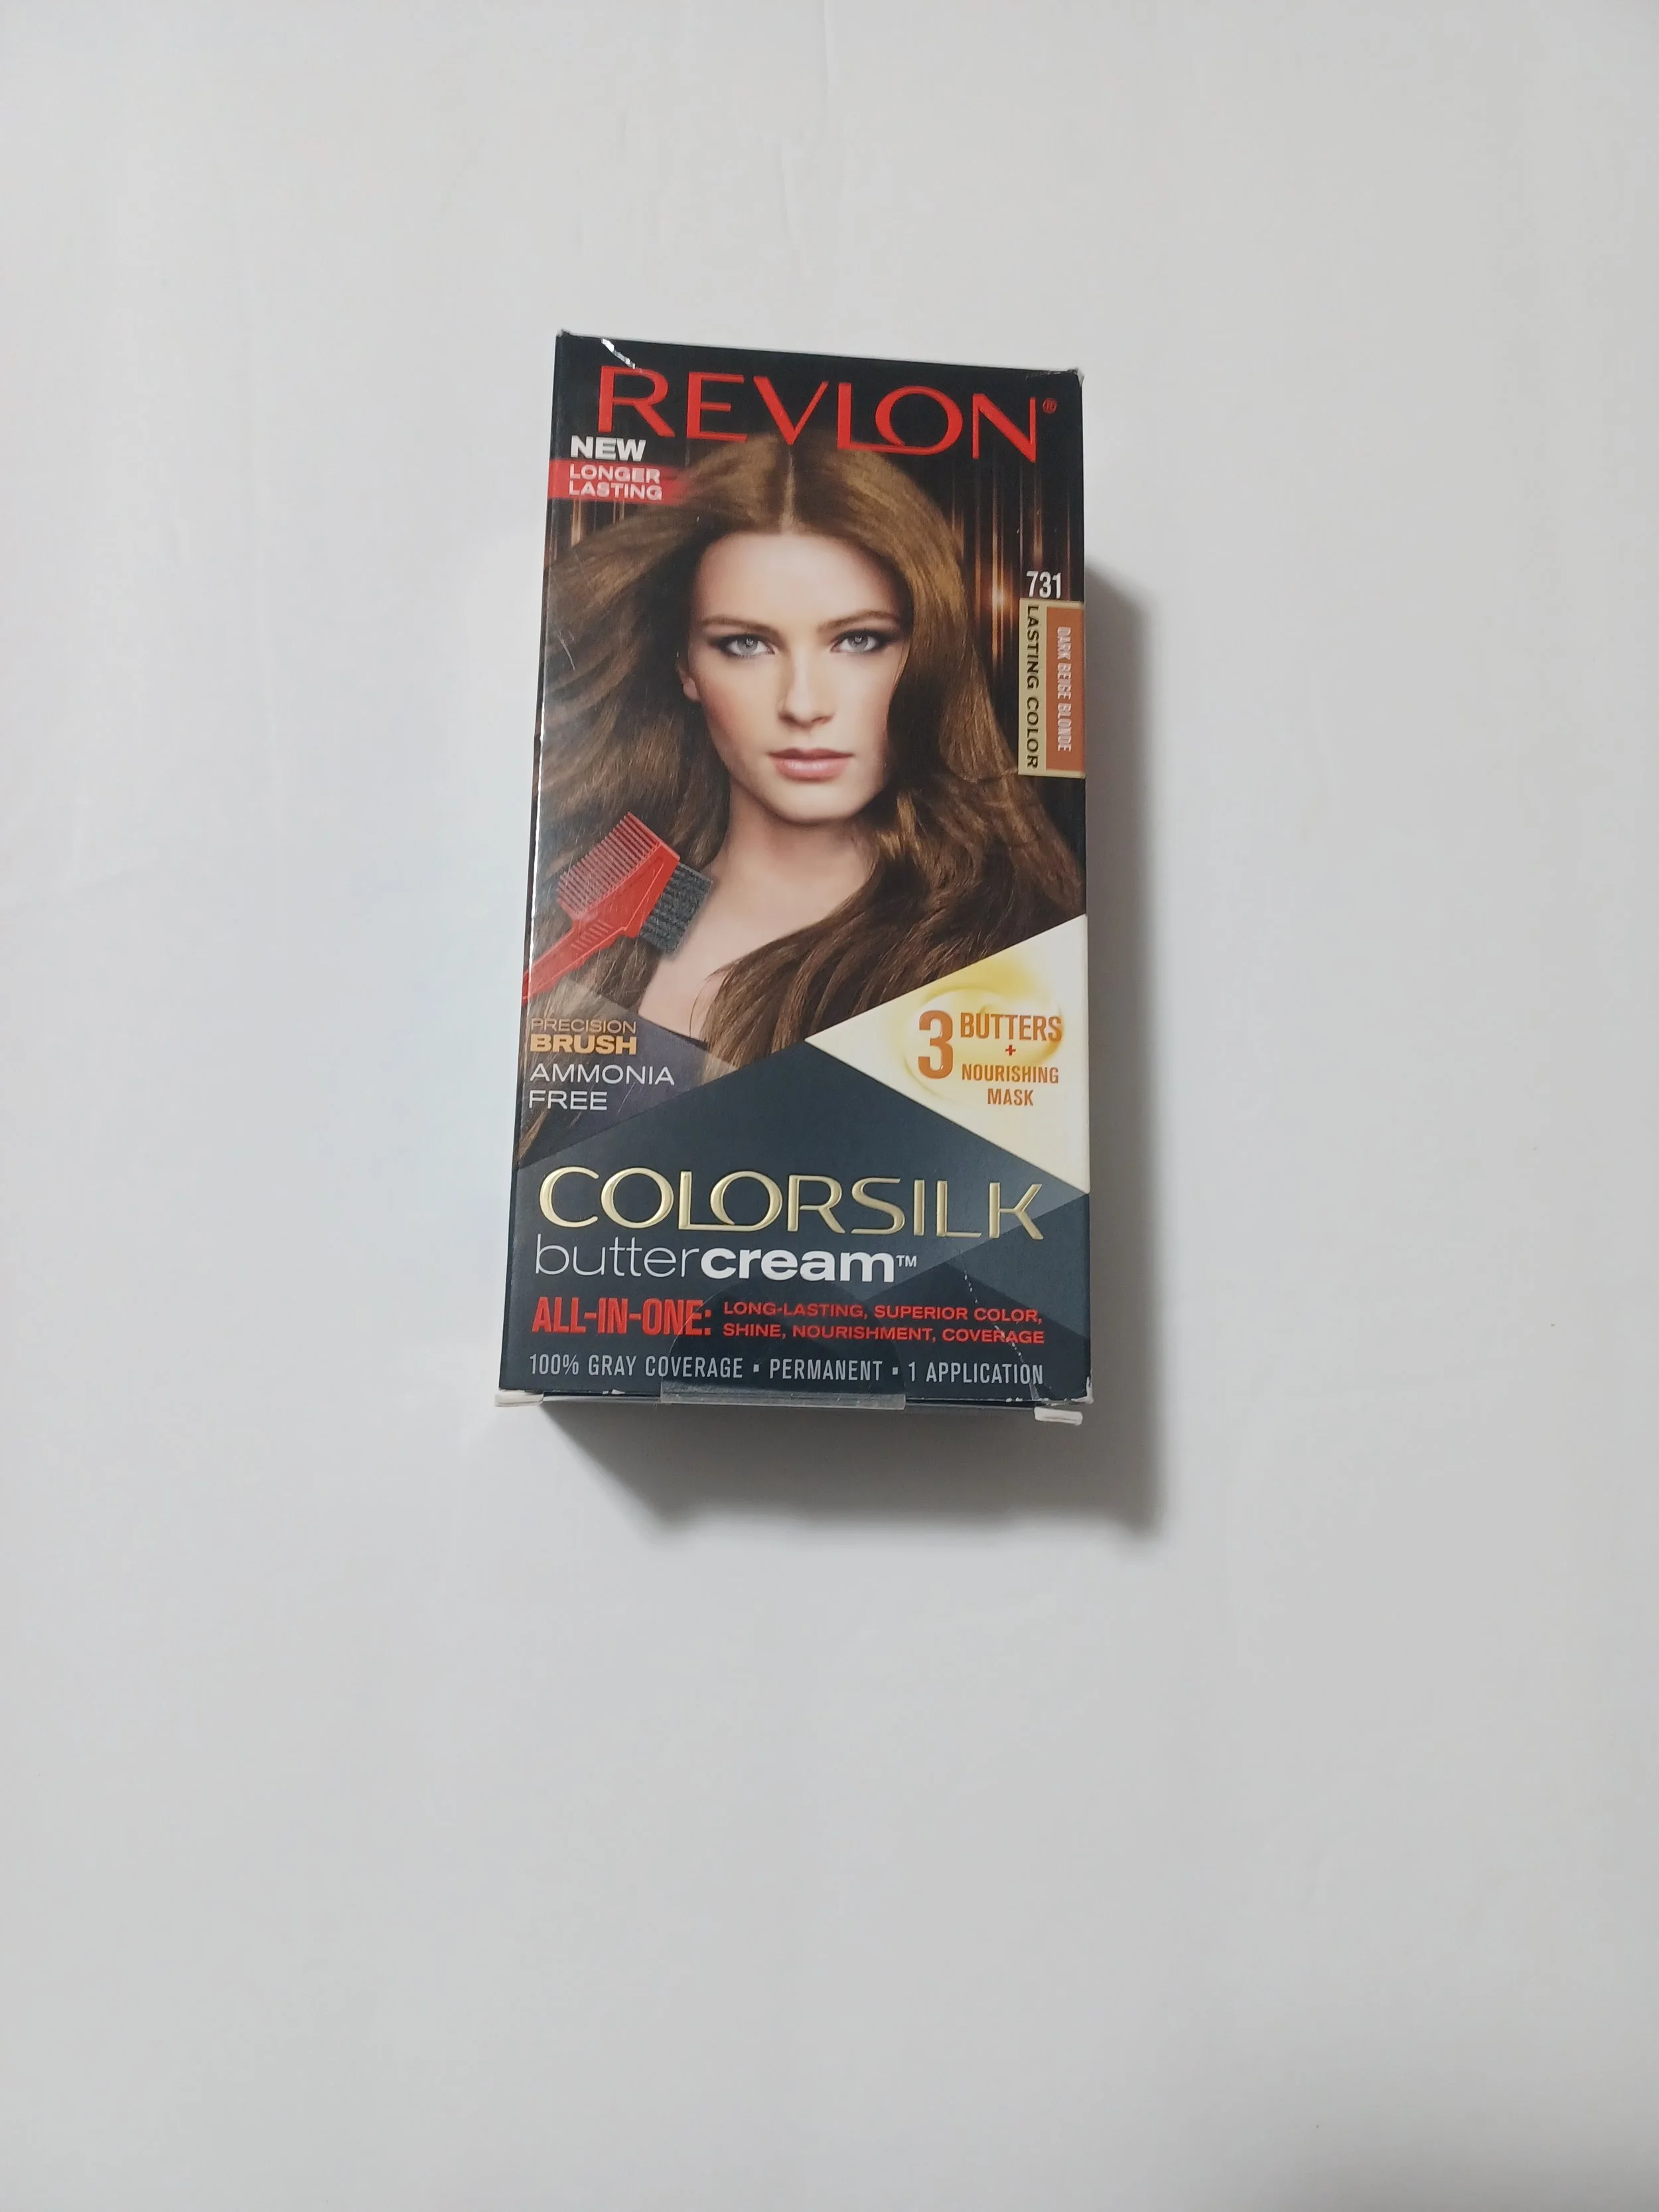 REVLON®
NEW
LONGER
LASTING
731
DARK BEIGE BLONDE
LASTING COLOR
PRECISION
BRUSH
AMMONIA
FREE
3 BUTTERS
+
NOURISHING
MASK
COLORSILK
buttercream™
ALL-IN-ONE: LONG-LASTING, SUPERIOR COLOR,
SHINE, NOURISHMENT, COVERAGE
100% GRAY COVERAGE ▪ PERMANENT ▪ 1 APPLICATION